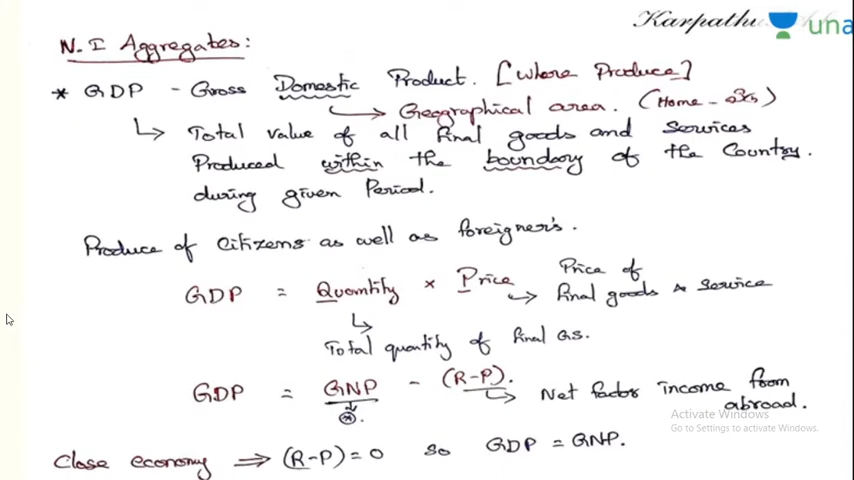 Karpathu
una
N. I Aggregates:
* GDP - Gross Domestic Product. [Where Produce]
Geographical area. (Home -
Total value of all final goods and services
Produced within the boundary of the Country.
during given Period.
Produce of Citizens as well as foreigner's.
GDP = Quantity × Price
Price of
final goods & service
Total quantity of final GS.
GDP = GNP - (R-P).
Net factor income from
abroad.
Activate Windows
Go to Settings to activate Windows.
Close economy ⇒ (R-P) = 0 so GDP = GNP.